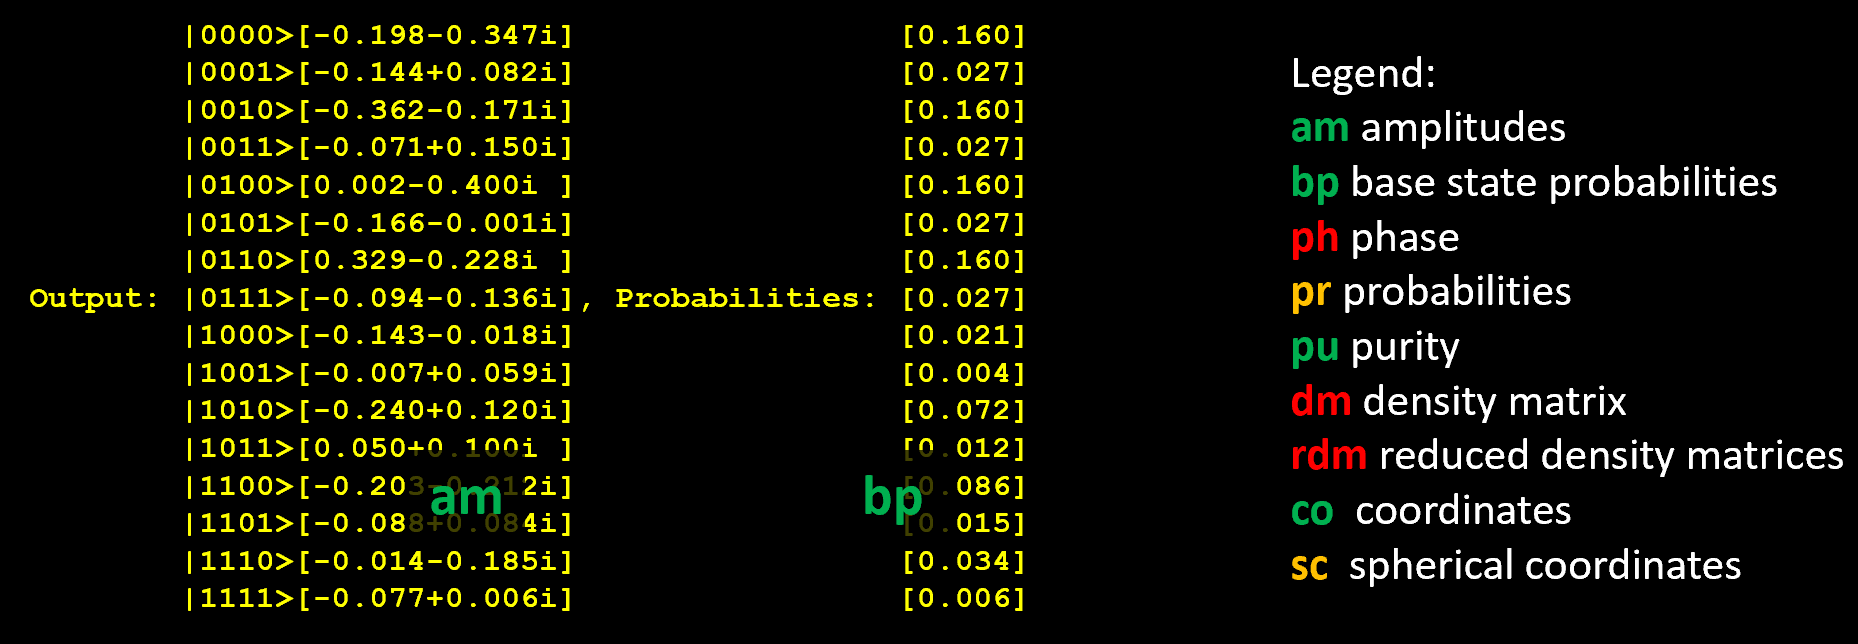 |0000>[-0.198-0.347i] [0.160]
|0001>[-0.144+0.082i] [0.027]
|0010>[-0.362-0.171i] [0.160]
|0011>[-0.071+0.150i] [0.027]
|0100>[0.002-0.400i ] [0.160]
|0101>[-0.166-0.001i] [0.027]
|0110>[0.329-0.228i ] [0.160]
Output: |0111>[-0.094-0.136i], Probabilities: [0.027]
|1000>[-0.143-0.018i] [0.021]
|1001>[-0.007+0.059i] [0.004]
|1010>[-0.240+0.120i] [0.072]
|1011>[0.050+0.100i ] [0.012]
|1100>[-0.203-0.212i] [0.086]
am bp
|1101>[-0.088+0.084i] [0.015]
|1110>[-0.014-0.185i] [0.034]
|1111>[-0.077+0.006i] [0.006]
Legend:
am amplitudes
bp base state probabilities
ph phase
pr probabilities
pu purity
dm density matrix
rdm reduced density matrices
co coordinates
sc spherical coordinates